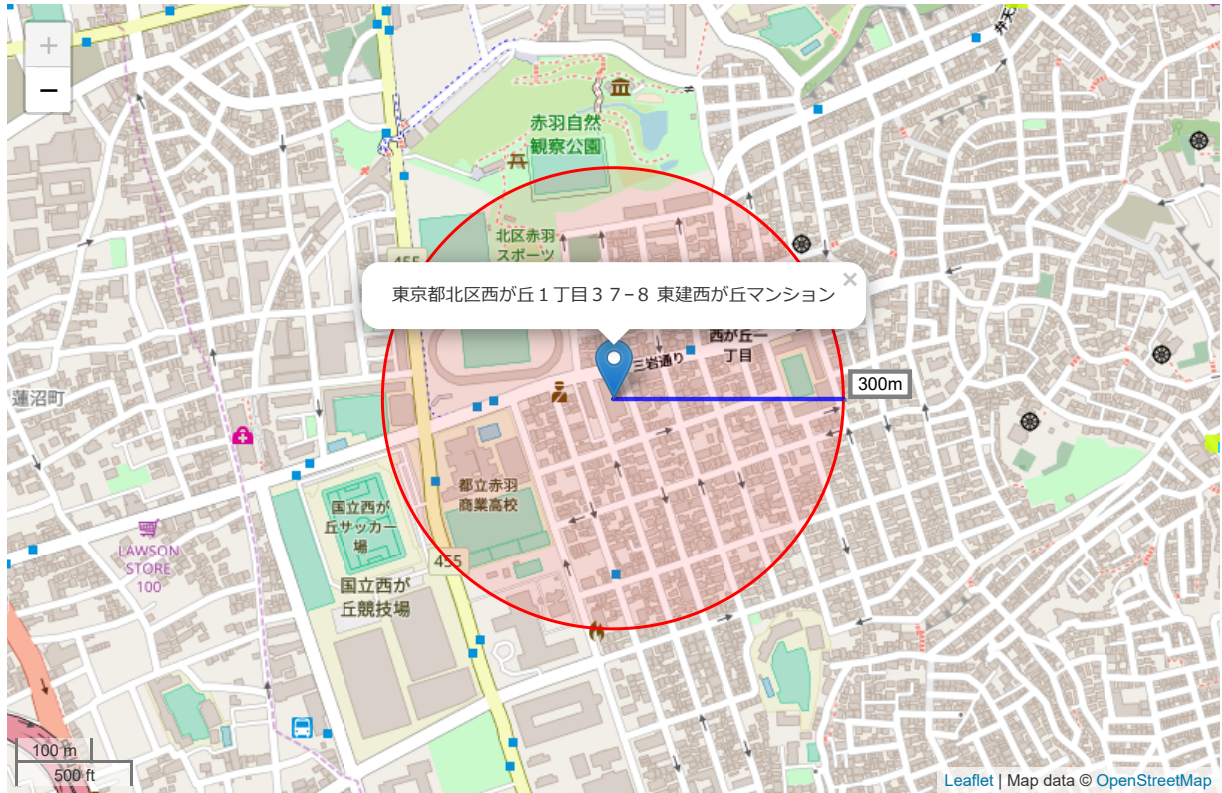 +
−
弁天
赤羽自然
観察公園
北区赤羽
スポーツ
455
東京都北区西が丘１丁目３７−８ 東建西が丘マンション
×
西が丘一
丁目
三岩通り
300m
蓮沼町
都立赤羽
商業高校
国立西が
丘サッカー
場
LAWSON
STORE
100
455
国立西が
丘競技場
100 m
500 ft
Leaflet | Map data © OpenStreetMap